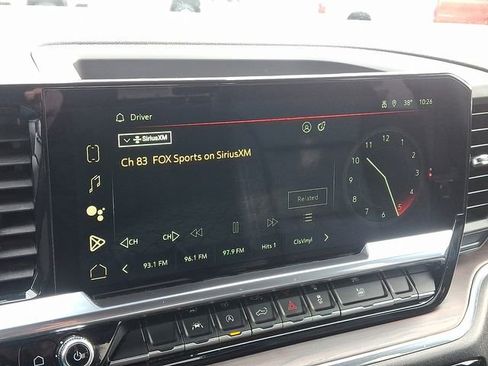 Driver
38° 10:26
SiriusXM
Ch 83 FOX Sports on SiriusXM
Related
CH CH
93.1 FM 96.1 FM 97.9 FM Hits 1 ClsVinyl
12
11 1
10 2
9 3
8 4
7 6 5